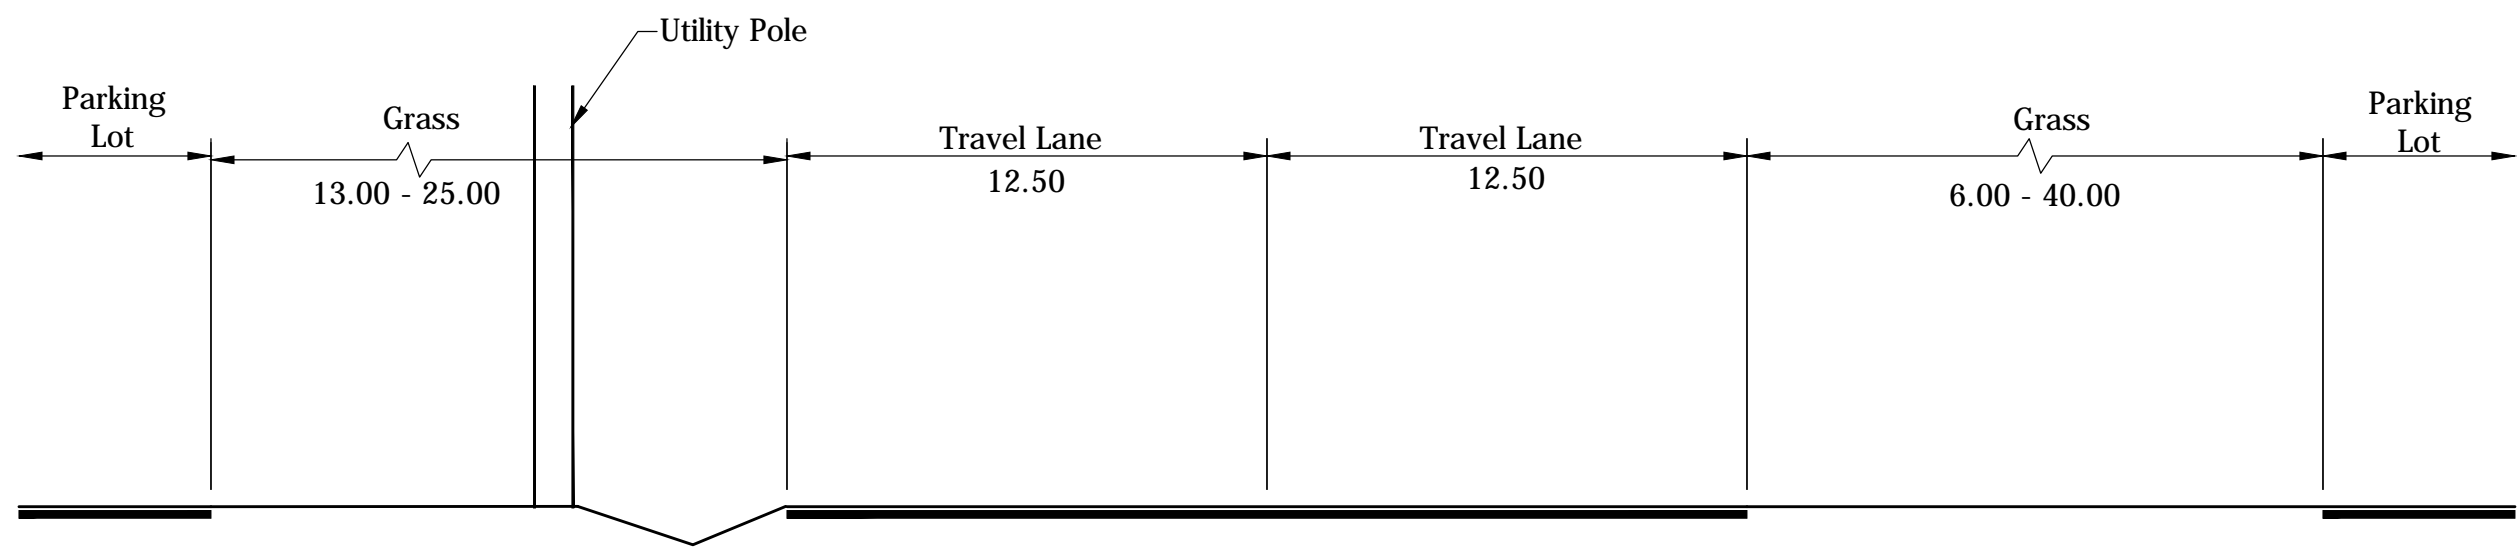 Utility Pole
Parking
Lot
Grass
13.00 - 25.00
Travel Lane
12.50
Travel Lane
12.50
Grass
6.00 - 40.00
Parking
Lot